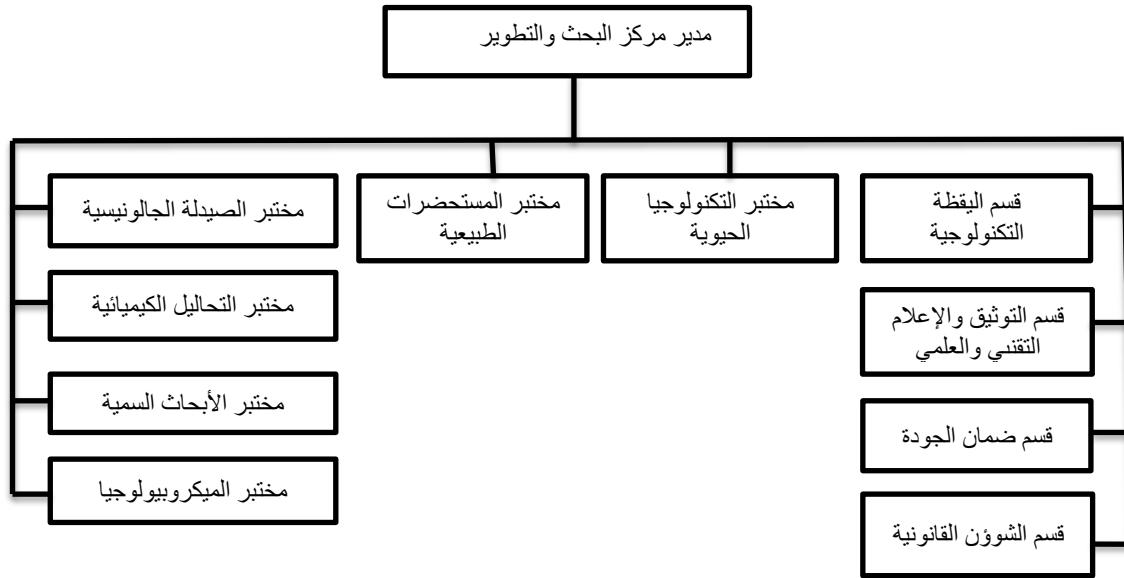 مدير مركز البحث والتطوير
قسم اليقظة
التكنولوجية
مختبر التكنولوجيا
الحيوية
مختبر المستحضرات
الطبيعية
مختبر الصيدلة الجالونيسية
قسم التوثيق والإعلام
التقني والعلمي
مختبر التحاليل الكيميائية
قسم ضمان الجودة
مختبر الأبحاث السمية
قسم الشوؤن القانونية
مختبر الميكروبيولوجيا